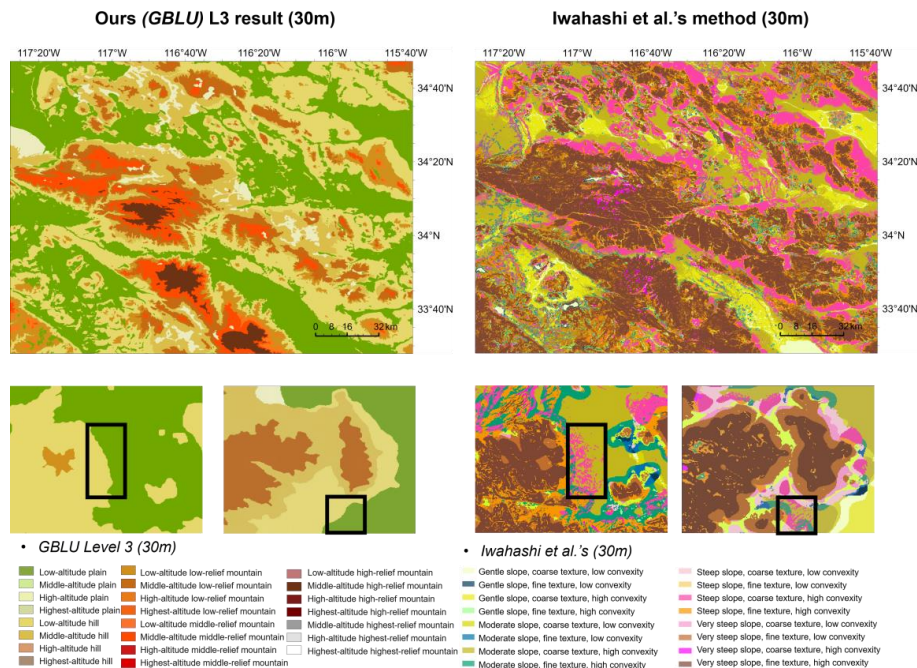 Ours (GBLU) L3 result (30m)
Iwahashi et al.'s method (30m)
117°20'E 117°E 116°40'E 116°20'E 116°E 115°40'E
117°20'E 117°E 116°40'E 116°20'E 116°E 115°40'E
34°40'N
34°20'N
34°N
33°40'N
34°40'N
34°20'N
34°N
33°40'N
0 8 16 32 km
0 8 16 32 km
• GBLU Level 3 (30m)
Low-altitude plain
Middle-altitude plain
High-altitude plain
Highest-altitude plain
Low-altitude hill
Middle-altitude hill
High-altitude hill
Highest-altitude hill
Low-altitude low-relief mountain
Middle-altitude low-relief mountain
High-altitude low-relief mountain
Highest-altitude low-relief mountain
Low-altitude middle-relief mountain
Middle-altitude middle-relief mountain
High-altitude middle-relief mountain
Highest-altitude middle-relief mountain
Low-altitude high-relief mountain
Middle-altitude high-relief mountain
High-altitude high-relief mountain
Highest-altitude high-relief mountain
Middle-altitude highest-relief mountain
High-altitude highest-relief mountain
Highest-altitude highest-relief mountain
• Iwahashi et al.'s (30m)
Gentle slope, coarse texture, low convexity
Gentle slope, fine texture, low convexity
Gentle slope, coarse texture, high convexity
Gentle slope, fine texture, high convexity
Moderate slope, coarse texture, low convexity
Moderate slope, fine texture, low convexity
Moderate slope, coarse texture, high convexity
Moderate slope, fine texture, high convexity
Steep slope, coarse texture, low convexity
Steep slope, fine texture, low convexity
Steep slope, coarse texture, high convexity
Steep slope, fine texture, high convexity
Very steep slope, coarse texture, low convexity
Very steep slope, fine texture, low convexity
Very steep slope, coarse texture, high convexity
Very steep slope, fine texture, high convexity